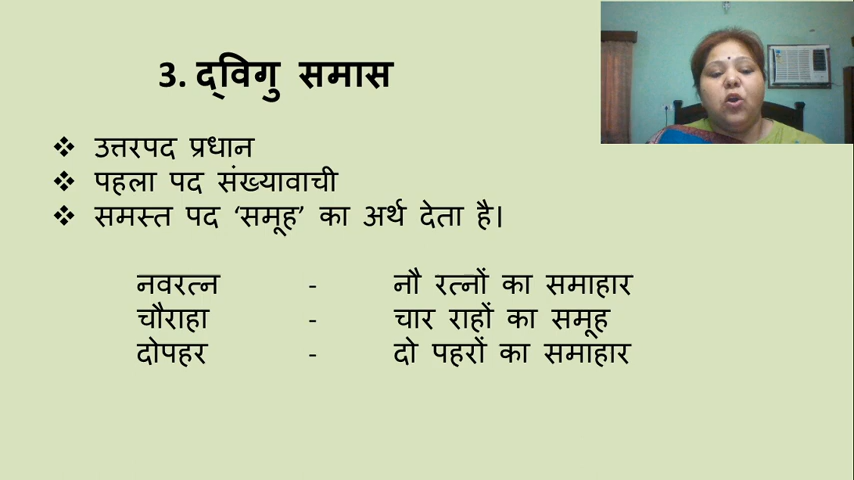 3. द्विगु समास
❖ उत्तरपद प्रधान
❖ पहला पद संख्यावाची
❖ समस्त पद ‘समूह’ का अर्थ देता है।
नवरत्न - नौ रत्नों का समाहार
चौराहा - चार राहों का समूह
दोपहर - दो पहरों का समाहार